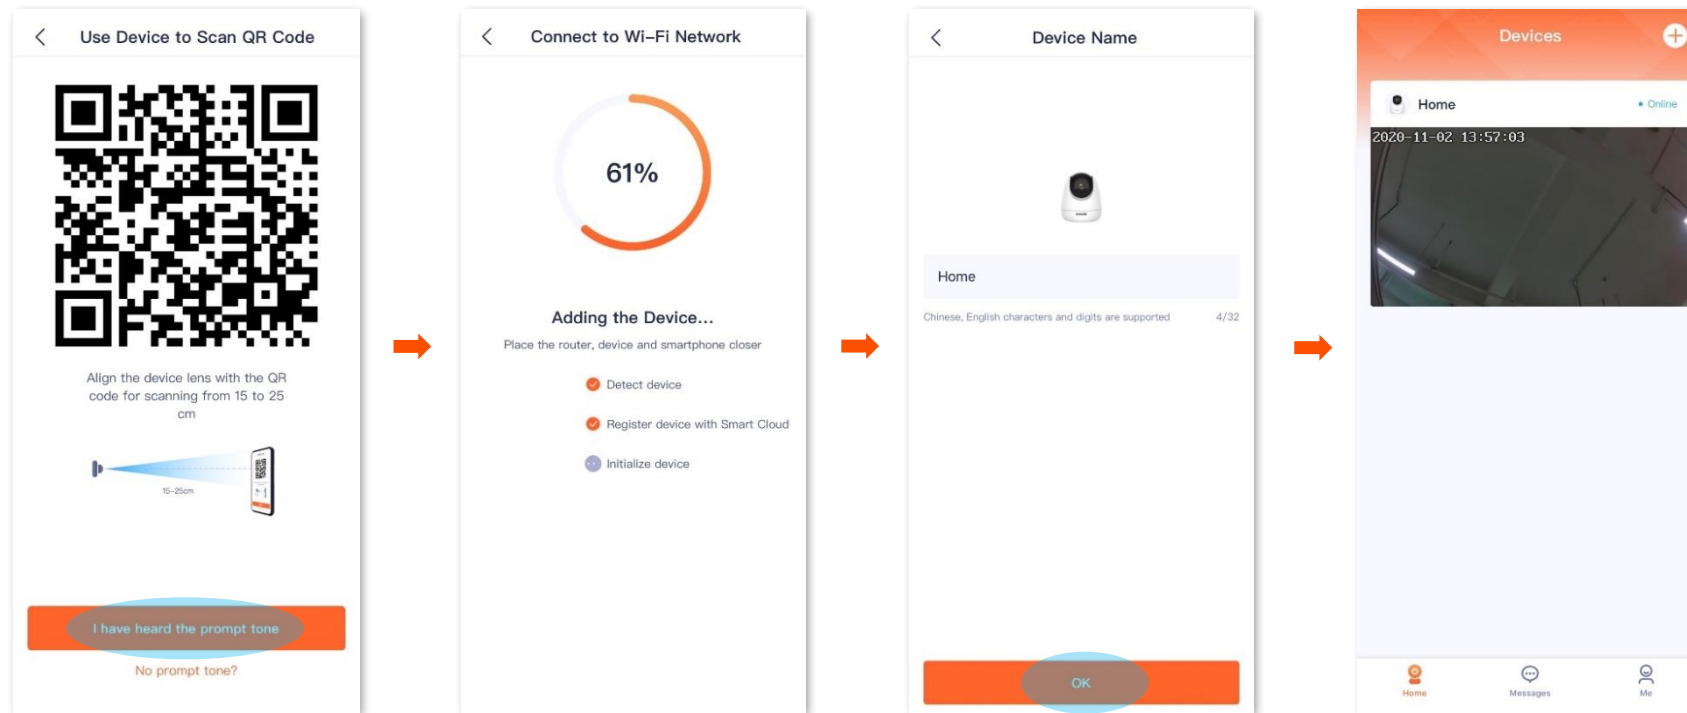 Use Device to Scan QR Code
Align the device lens with the QR
code for scanning from 15 to 25
cm
15-25cm
I have heard the prompt tone
No prompt tone?
Connect to Wi-Fi Network
61%
Adding the Device...
Place the router, device and smartphone closer
Detect device
Register device with Smart Cloud
Initialize device
Device Name
Home
Chinese, English characters and digits are supported 4/32
OK
Devices
Home Online
2020-11-02 13:57:03
Home Messages Me